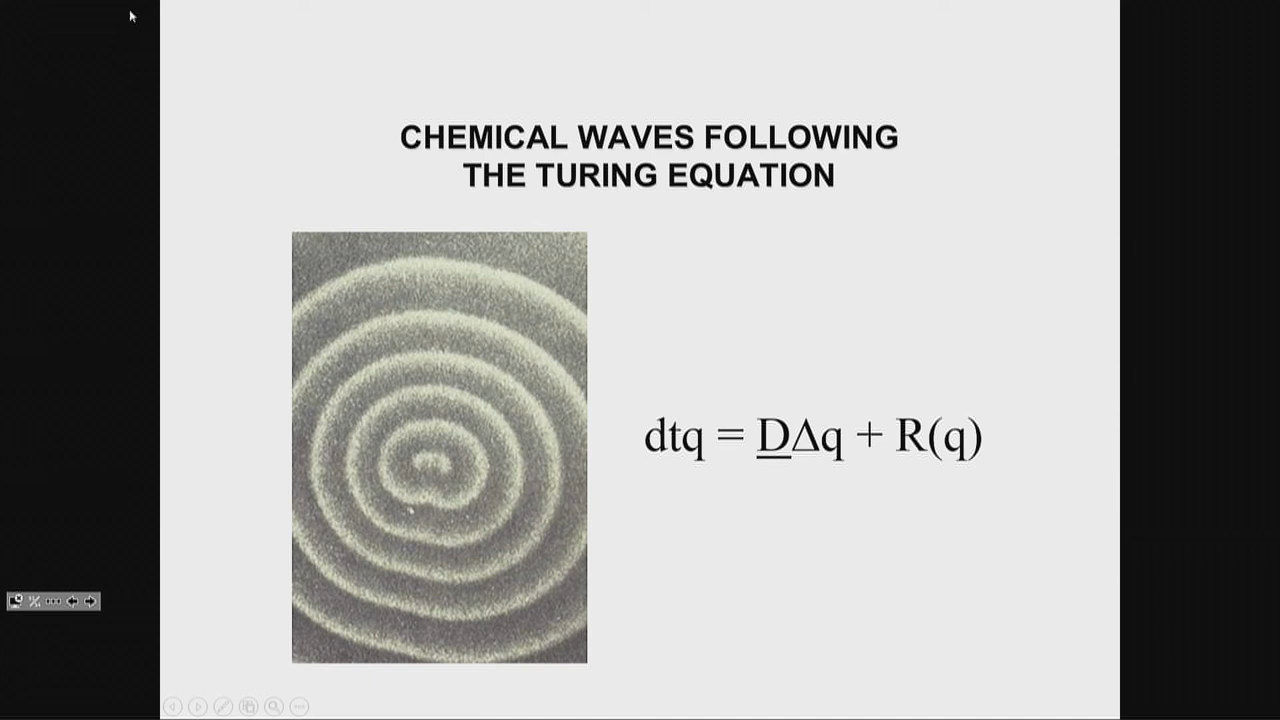 CHEMICAL WAVES FOLLOWING
THE TURING EQUATION
dtq = DΔq + R(q)